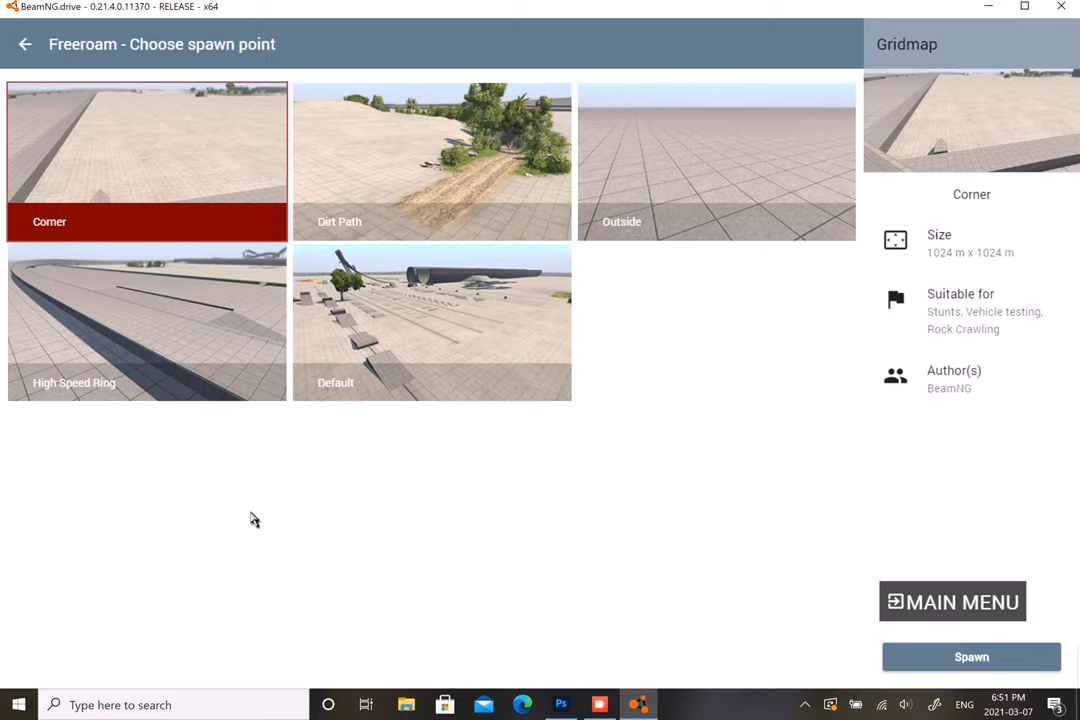 BeamNG.drive - 0.21.4.0.11370 - RELEASE - x64
Freeroam - Choose spawn point
Gridmap
Corner
Dirt Path
Outside
High Speed Ring
Default
Corner
Size
1024 m x 1024 m
Suitable for
Stunts, Vehicle testing,
Rock Crawling
Author(s)
BeamNG
MAIN MENU
Spawn
Type here to search
Ps
ENG
6:51 PM
2021-03-07
3